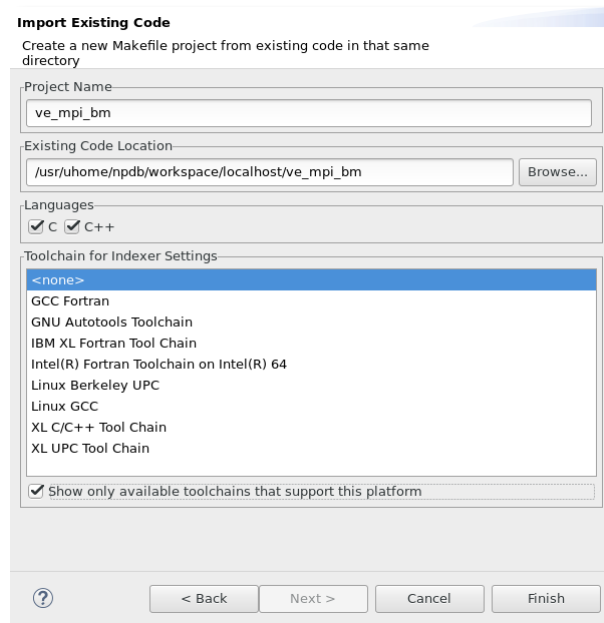 Import Existing Code
Create a new Makefile project from existing code in that same
directory
Project Name
ve_mpi_bm
Existing Code Location
/usr/uhome/npdb/workspace/localhost/ve_mpi_bm
Browse...
Languages
C C++
Toolchain for Indexer Settings
<none>
GCC Fortran
GNU Autotools Toolchain
IBM XL Fortran Tool Chain
Intel(R) Fortran Toolchain on Intel(R) 64
Linux Berkeley UPC
Linux GCC
XL C/C++ Tool Chain
XL UPC Tool Chain
Show only available toolchains that support this platform
? < Back Next > Cancel Finish